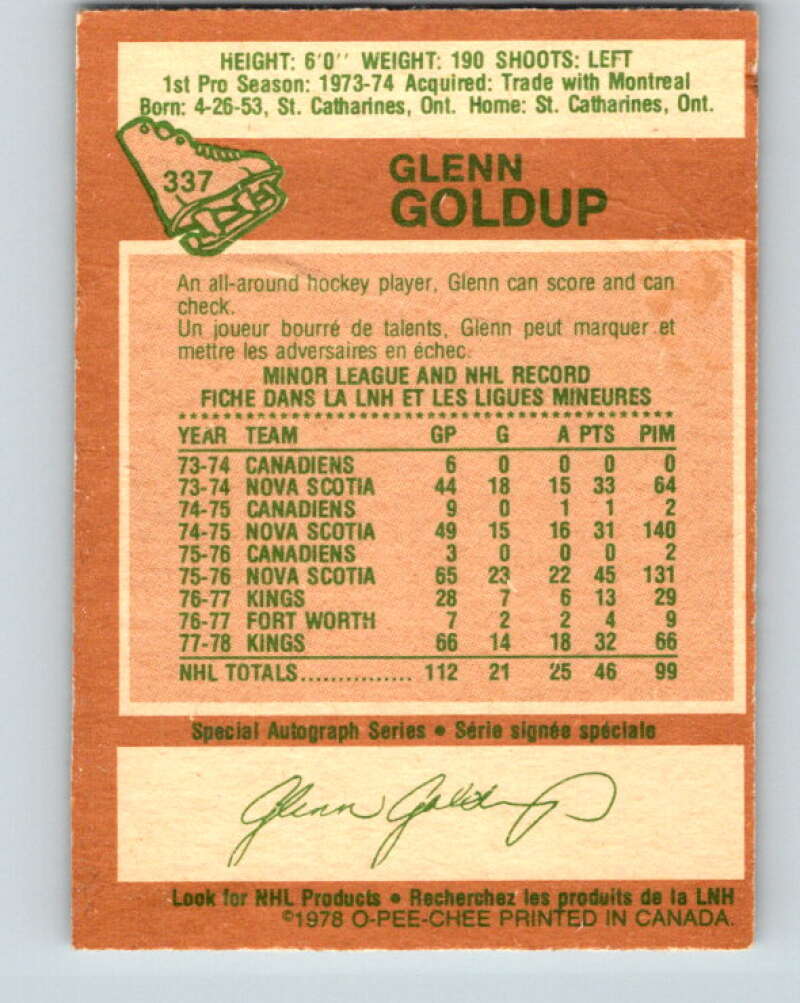 HEIGHT: 6'0'' WEIGHT: 190 SHOOTS: LEFT
1st Pro Season: 1973-74 Acquired: Trade with Montreal
Born: 4-26-53, St. Catharines, Ont. Home: St. Catharines, Ont.
337
GLENN
GOLDUP
An all-around hockey player, Glenn can score and can
check.
Un joueur bourré de talents, Glenn peut marquer et
mettre les adversaires en échec.
MINOR LEAGUE AND NHL RECORD
FICHE DANS LA LNH ET LES LIGUES MINEURES
YEAR TEAM GP G A PTS PIM
73-74 CANADIENS 6 0 0 0 0
73-74 NOVA SCOTIA 44 18 15 33 64
74-75 CANADIENS 9 0 1 1 2
74-75 NOVA SCOTIA 49 15 16 31 140
75-76 CANADIENS 3 0 0 0 2
75-76 NOVA SCOTIA 65 23 22 45 131
76-77 KINGS 28 7 6 13 29
76-77 FORT WORTH 7 2 2 4 9
77-78 KINGS 66 14 18 32 66
NHL TOTALS............... 112 21 25 46 99
Special Autograph Series • Série signée spéciale
Glenn Goldup
Look for NHL Products • Recherchez les produits de la LNH
©1978 O-PEE-CHEE PRINTED IN CANADA.